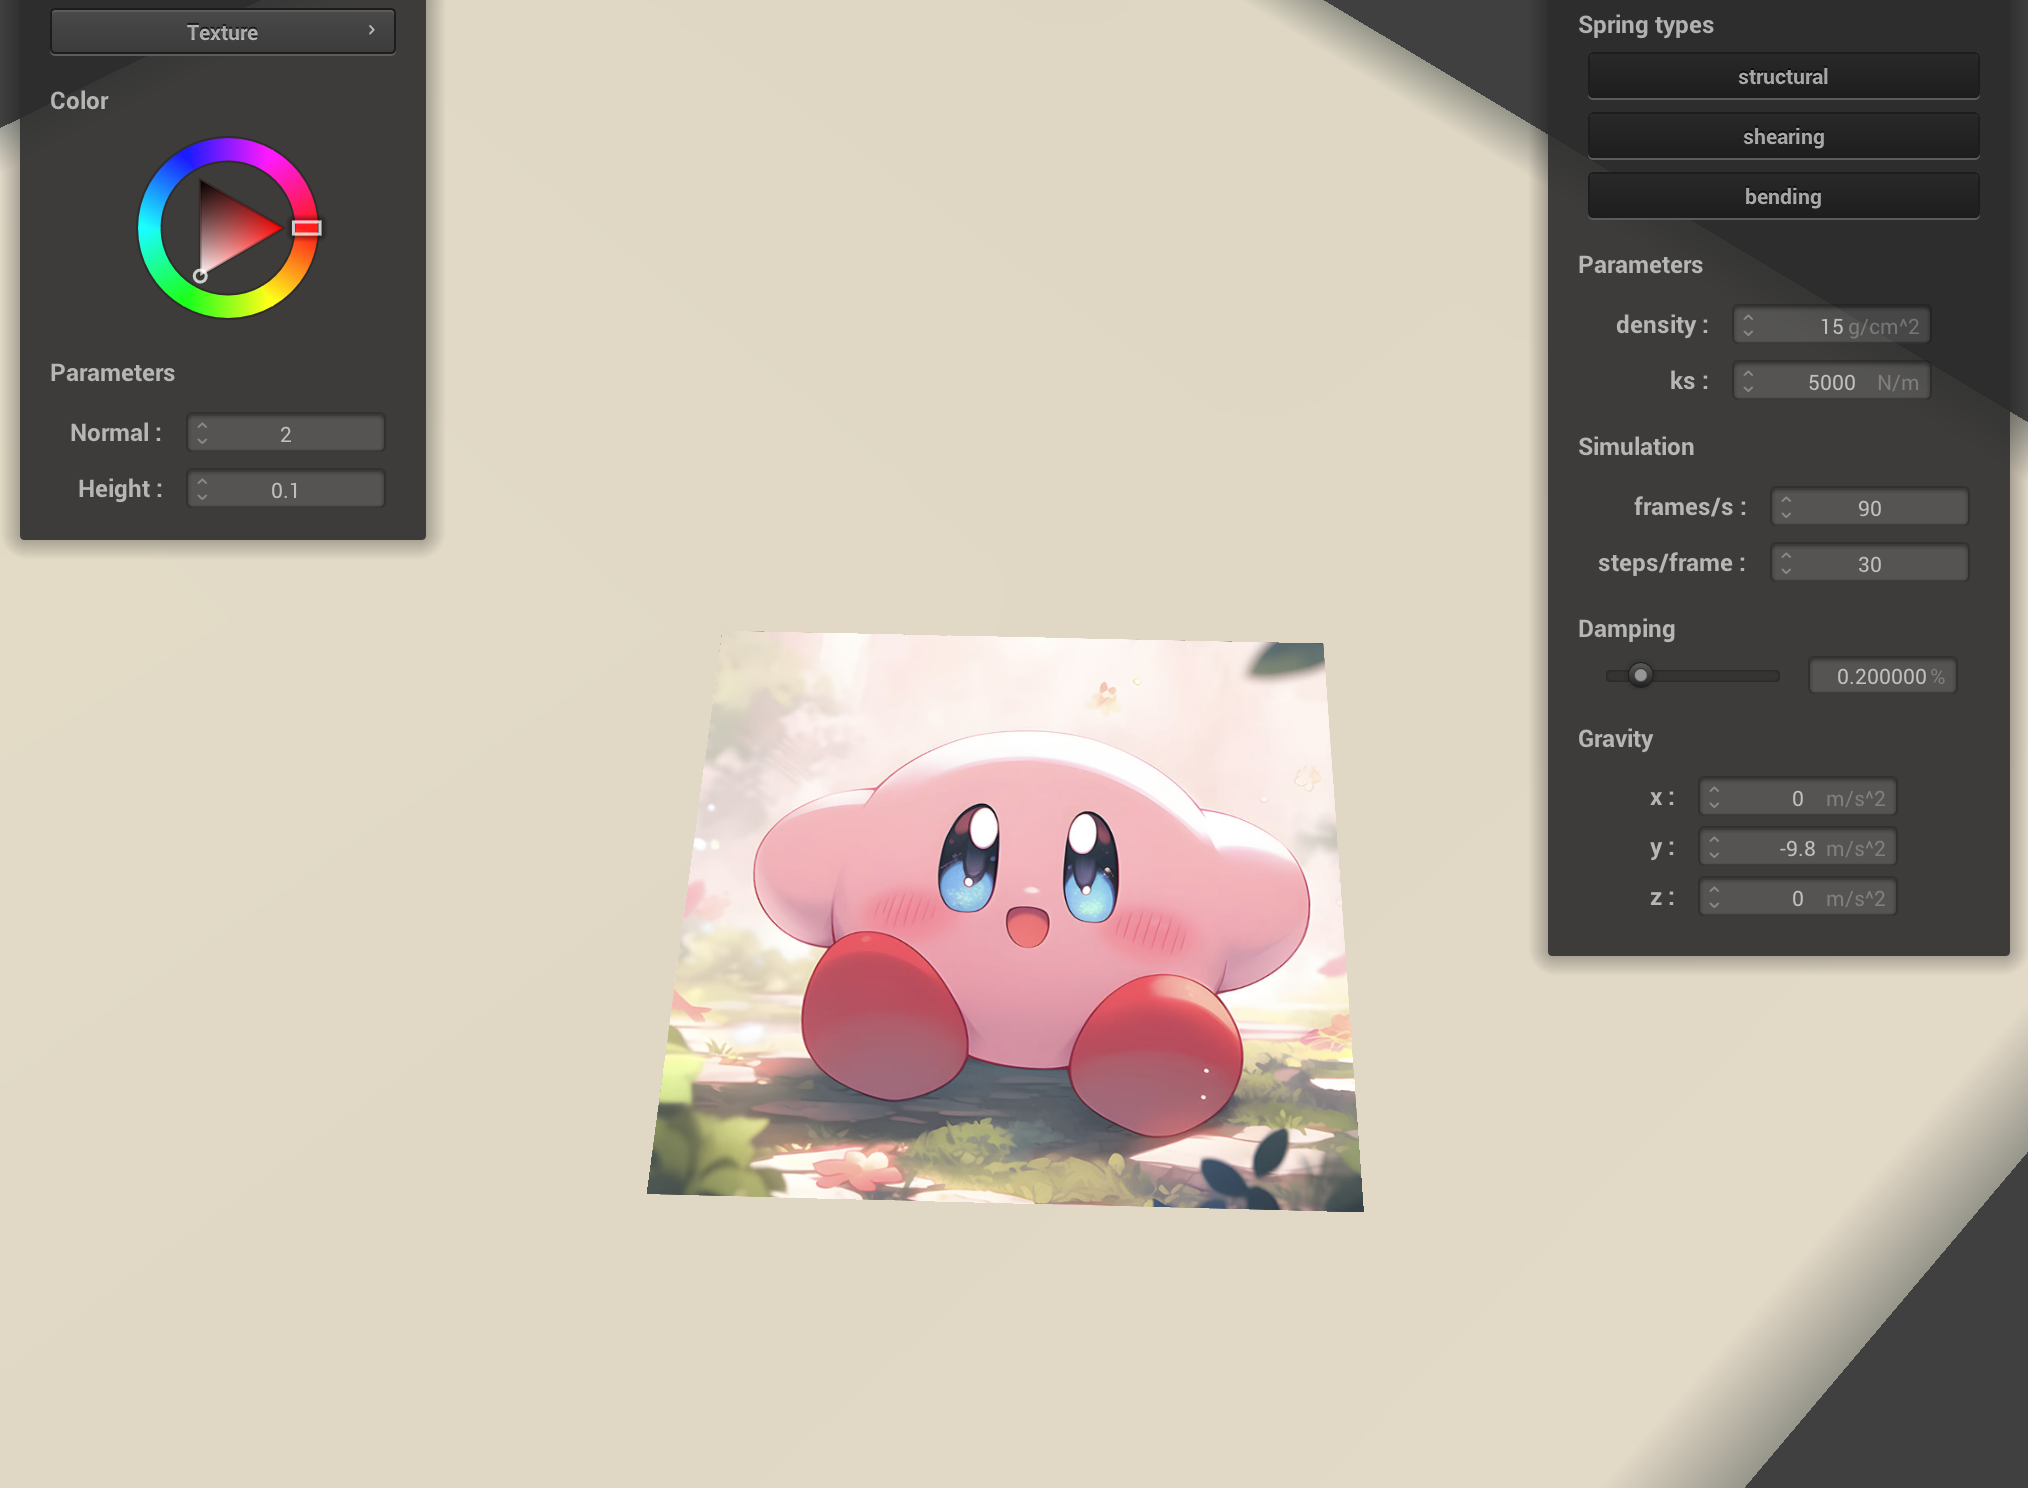 Texture
Color
Parameters
Normal : 2
Height : 0.1
Spring types
structural
shearing
bending
Parameters
density : 15 g/cm^2
ks : 5000 N/m
Simulation
frames/s : 90
steps/frame : 30
Damping
0.200000 %
Gravity
x : 0 m/s^2
y : -9.8 m/s^2
z : 0 m/s^2